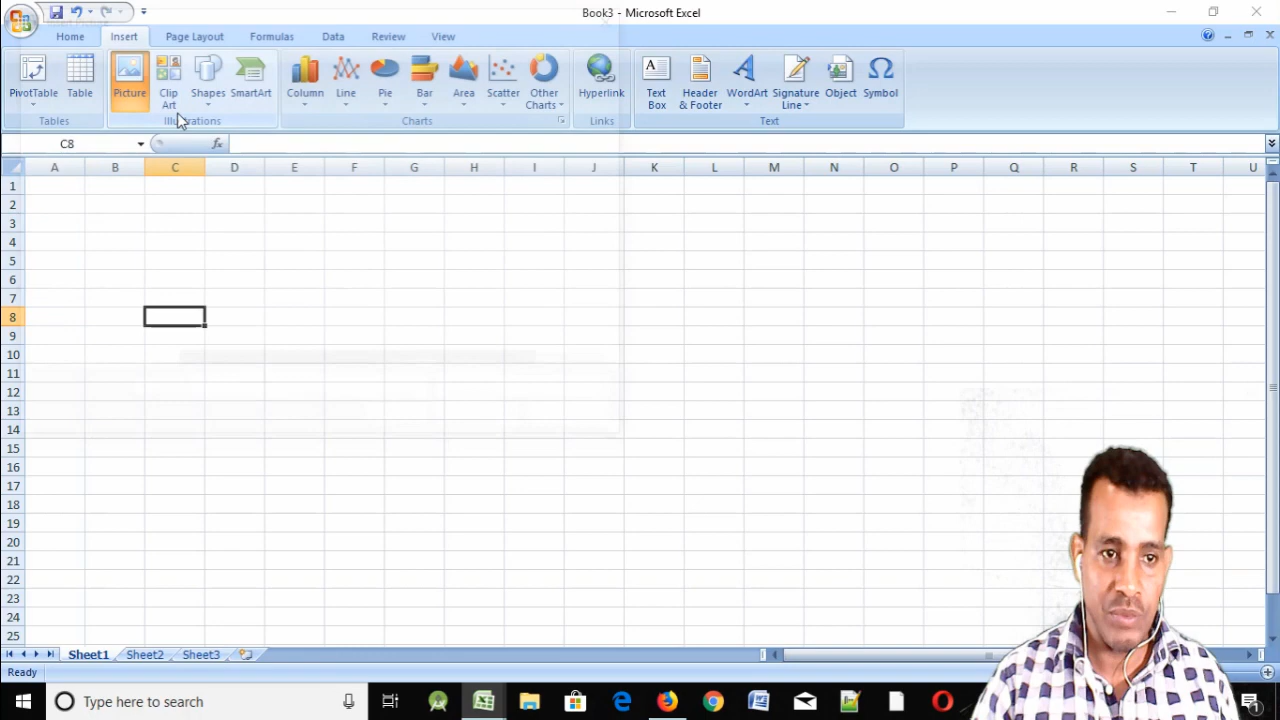 Book3 - Microsoft Excel
Home Insert Page Layout Formulas Data Review View
PivotTable Table Picture Clip Art Shapes SmartArt Column Line Pie Bar Area Scatter Other Charts Hyperlink Text Box Header & Footer WordArt Signature Line Object Symbol
Tables Illustrations Charts Links Text
C8 fx
A B C D E F G H I J K L M N O P Q R S T U
1
2
3
4
5
6
7
8
9
10
11
12
13
14
15
16
17
18
19
20
21
22
23
24
25
Sheet1 Sheet2 Sheet3
Ready
Type here to search